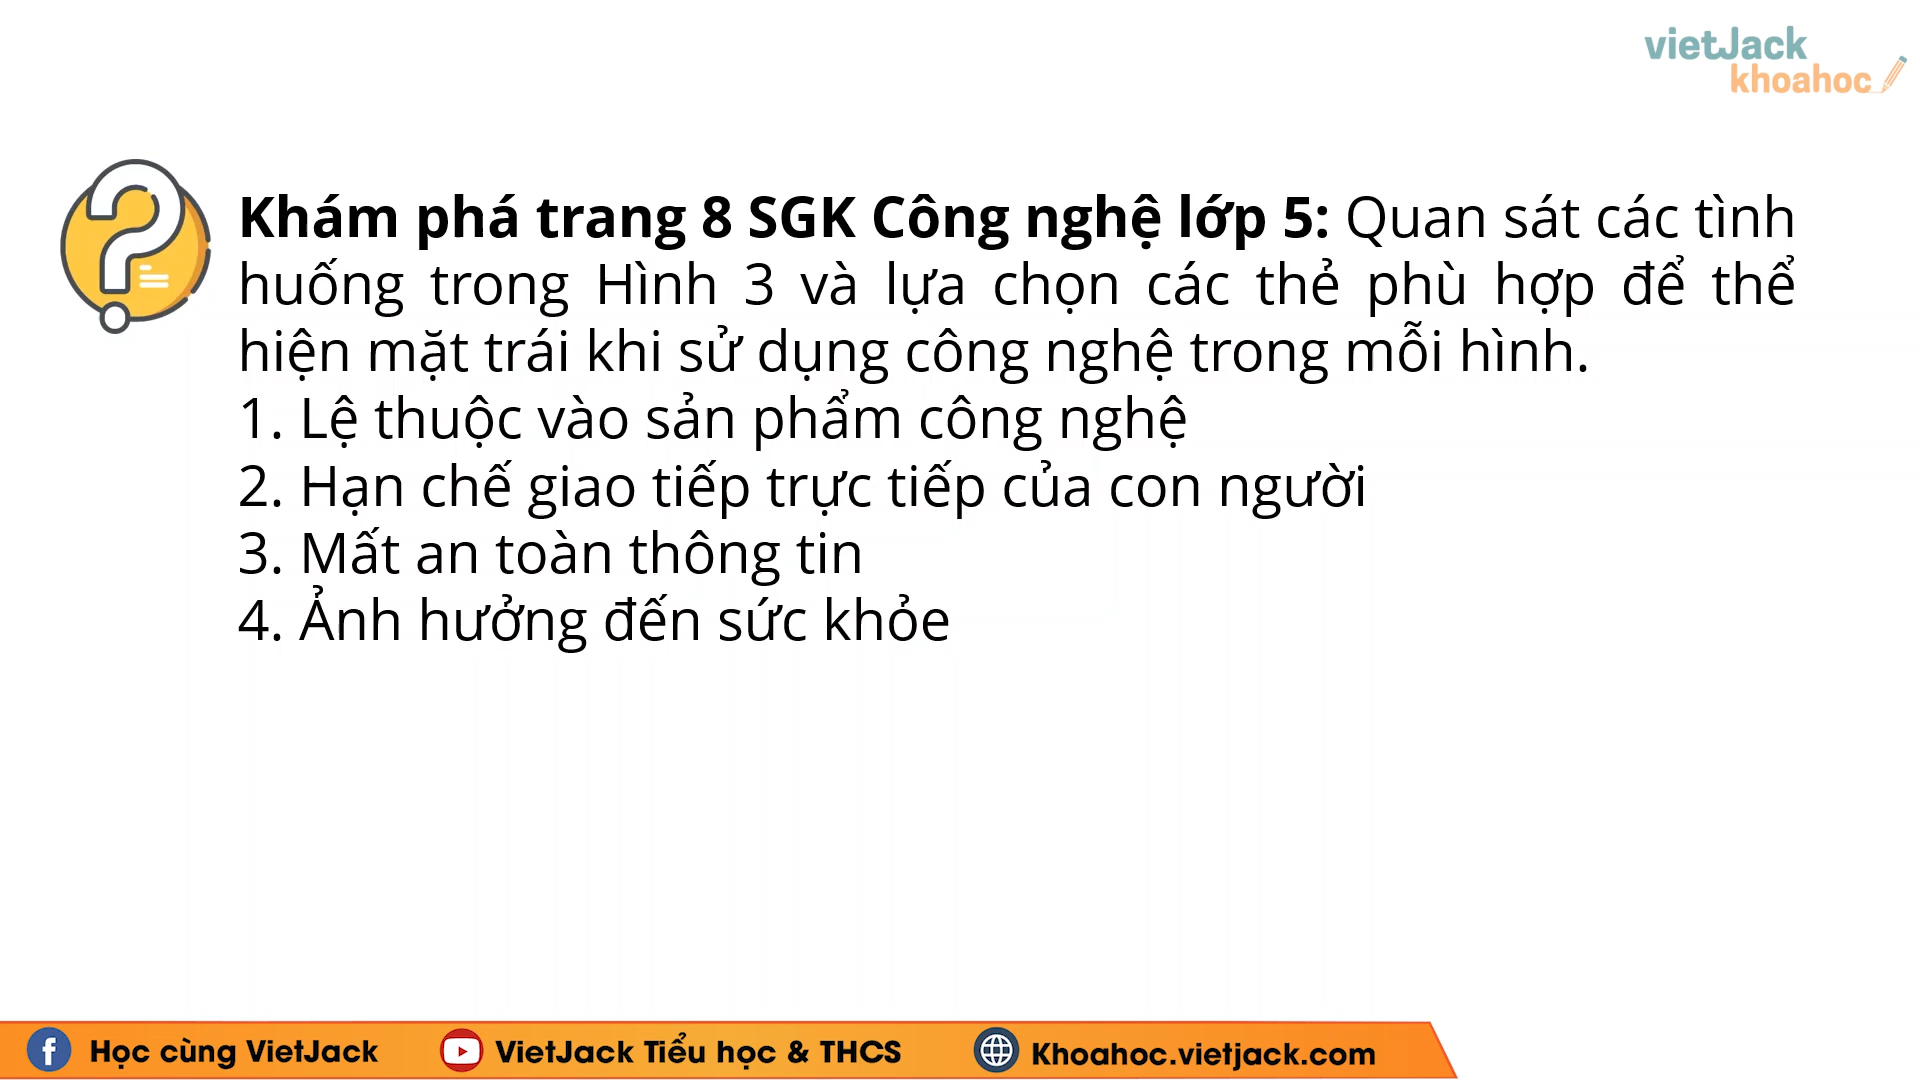 vietJack
khoahoc
Khám phá trang 8 SGK Công nghệ lớp 5: Quan sát các tình
huống trong Hình 3 và lựa chọn các thẻ phù hợp để thể
hiện mặt trái khi sử dụng công nghệ trong mỗi hình.
1. Lệ thuộc vào sản phẩm công nghệ
2. Hạn chế giao tiếp trực tiếp của con người
3. Mất an toàn thông tin
4. Ảnh hưởng đến sức khỏe
Học cùng VietJack VietJack Tiểu học & THCS Khoahoc.vietjack.com